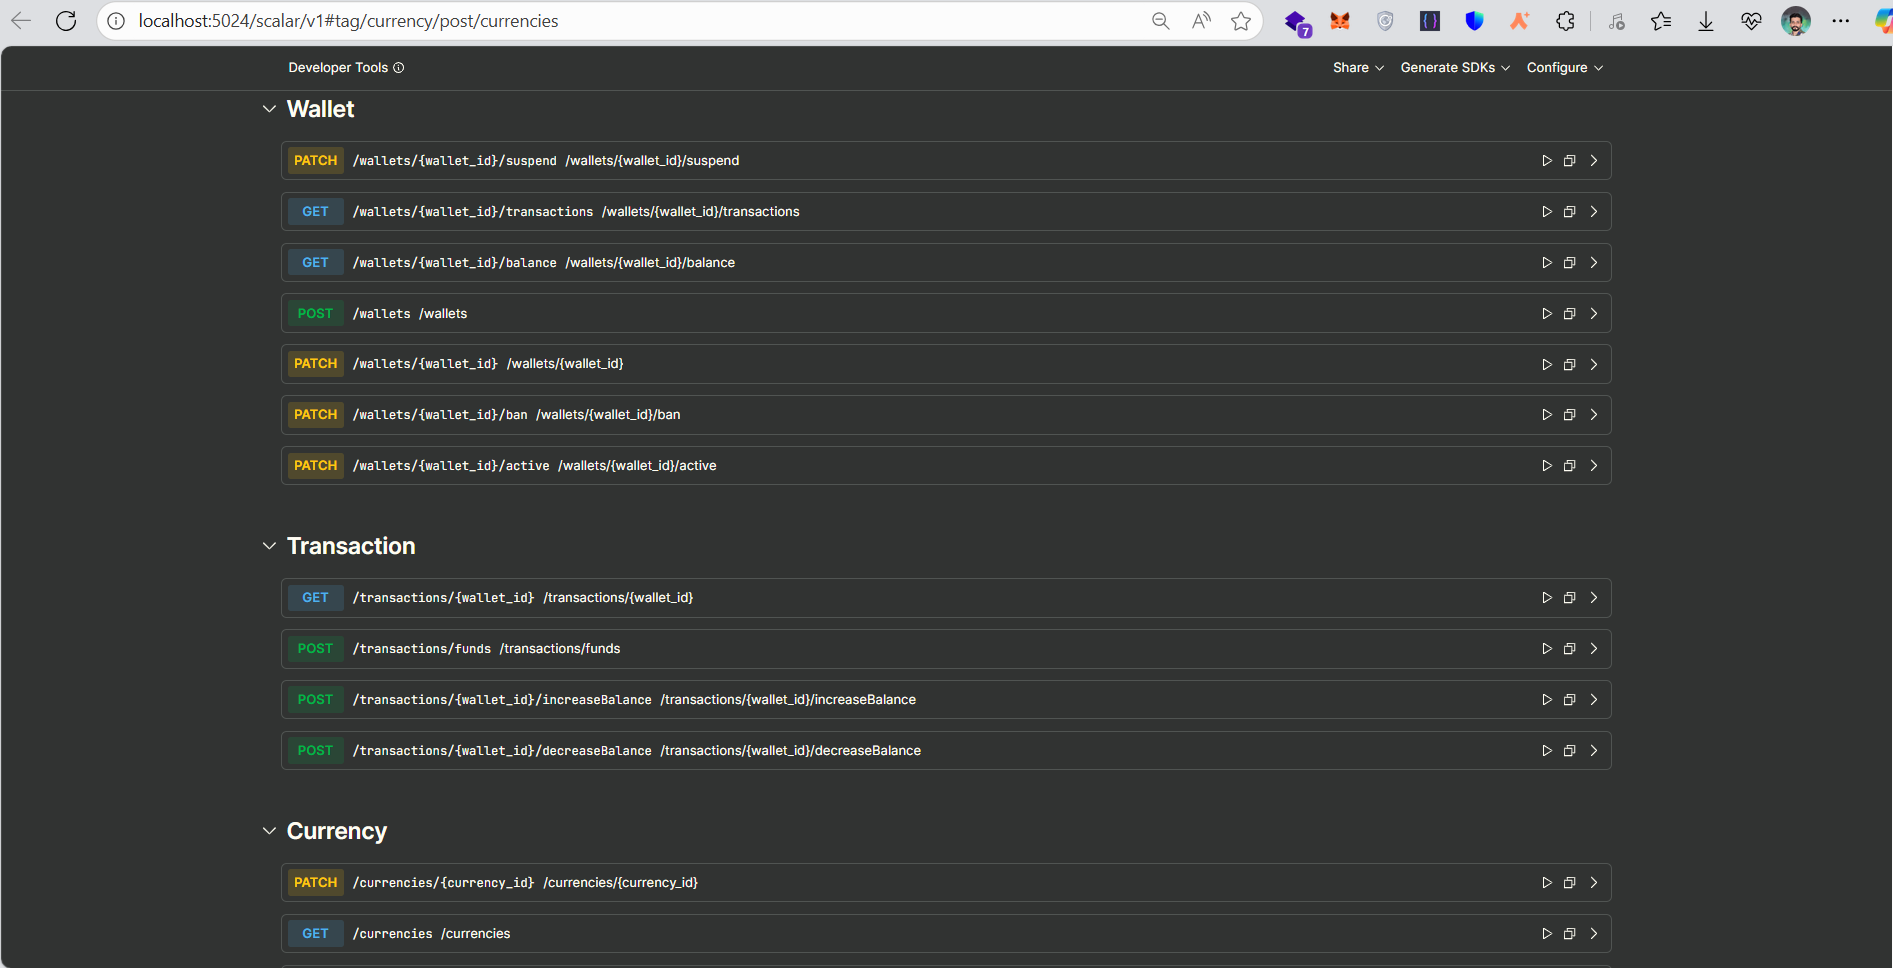 localhost:5024/scalar/v1#tag/currency/post/currencies
7
Developer Tools
Share
Generate SDKs
Configure
Wallet
PATCH /wallets/{wallet_id}/suspend /wallets/{wallet_id}/suspend
GET /wallets/{wallet_id}/transactions /wallets/{wallet_id}/transactions
GET /wallets/{wallet_id}/balance /wallets/{wallet_id}/balance
POST /wallets /wallets
PATCH /wallets/{wallet_id} /wallets/{wallet_id}
PATCH /wallets/{wallet_id}/ban /wallets/{wallet_id}/ban
PATCH /wallets/{wallet_id}/active /wallets/{wallet_id}/active
Transaction
GET /transactions/{wallet_id} /transactions/{wallet_id}
POST /transactions/funds /transactions/funds
POST /transactions/{wallet_id}/increaseBalance /transactions/{wallet_id}/increaseBalance
POST /transactions/{wallet_id}/decreaseBalance /transactions/{wallet_id}/decreaseBalance
Currency
PATCH /currencies/{currency_id} /currencies/{currency_id}
GET /currencies /currencies